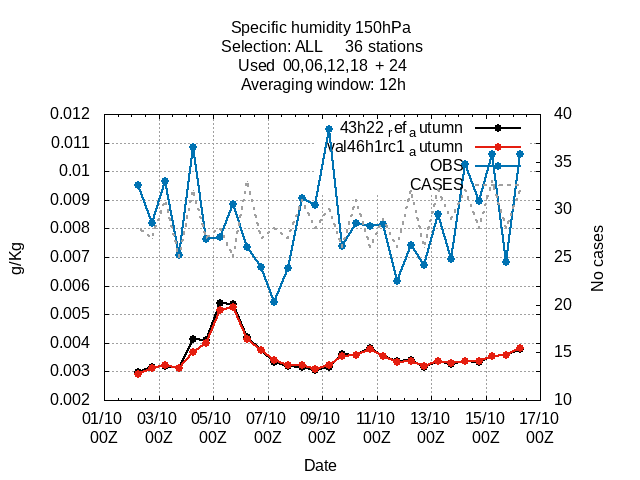 Specific humidity 150hPa
Selection: ALL 36 stations
Used 00,06,12,18 + 24
Averaging window: 12h
43h22_ref_autumn
val46h1rc1_autumn
OBS
CASES
0.012
0.011
0.01
0.009
0.008
0.007
0.006
0.005
0.004
0.003
0.002
g/Kg
40
35
30
25
20
15
10
No cases
01/10 03/10 05/10 07/10 09/10 11/10 13/10 15/10 17/10
00Z 00Z 00Z 00Z 00Z 00Z 00Z 00Z 00Z
Date